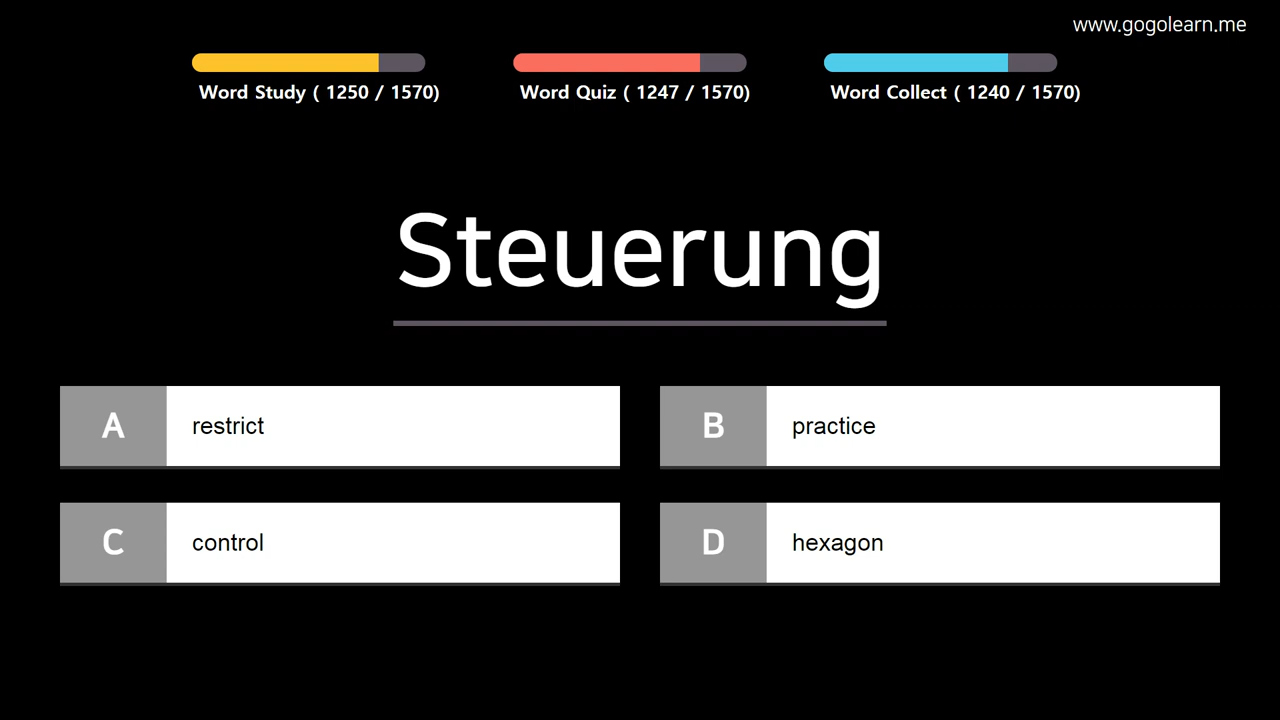 www.gogolearn.me
Word Study ( 1250 / 1570)
Word Quiz ( 1247 / 1570)
Word Collect ( 1240 / 1570)
Steuerung
A restrict
B practice
C control
D hexagon